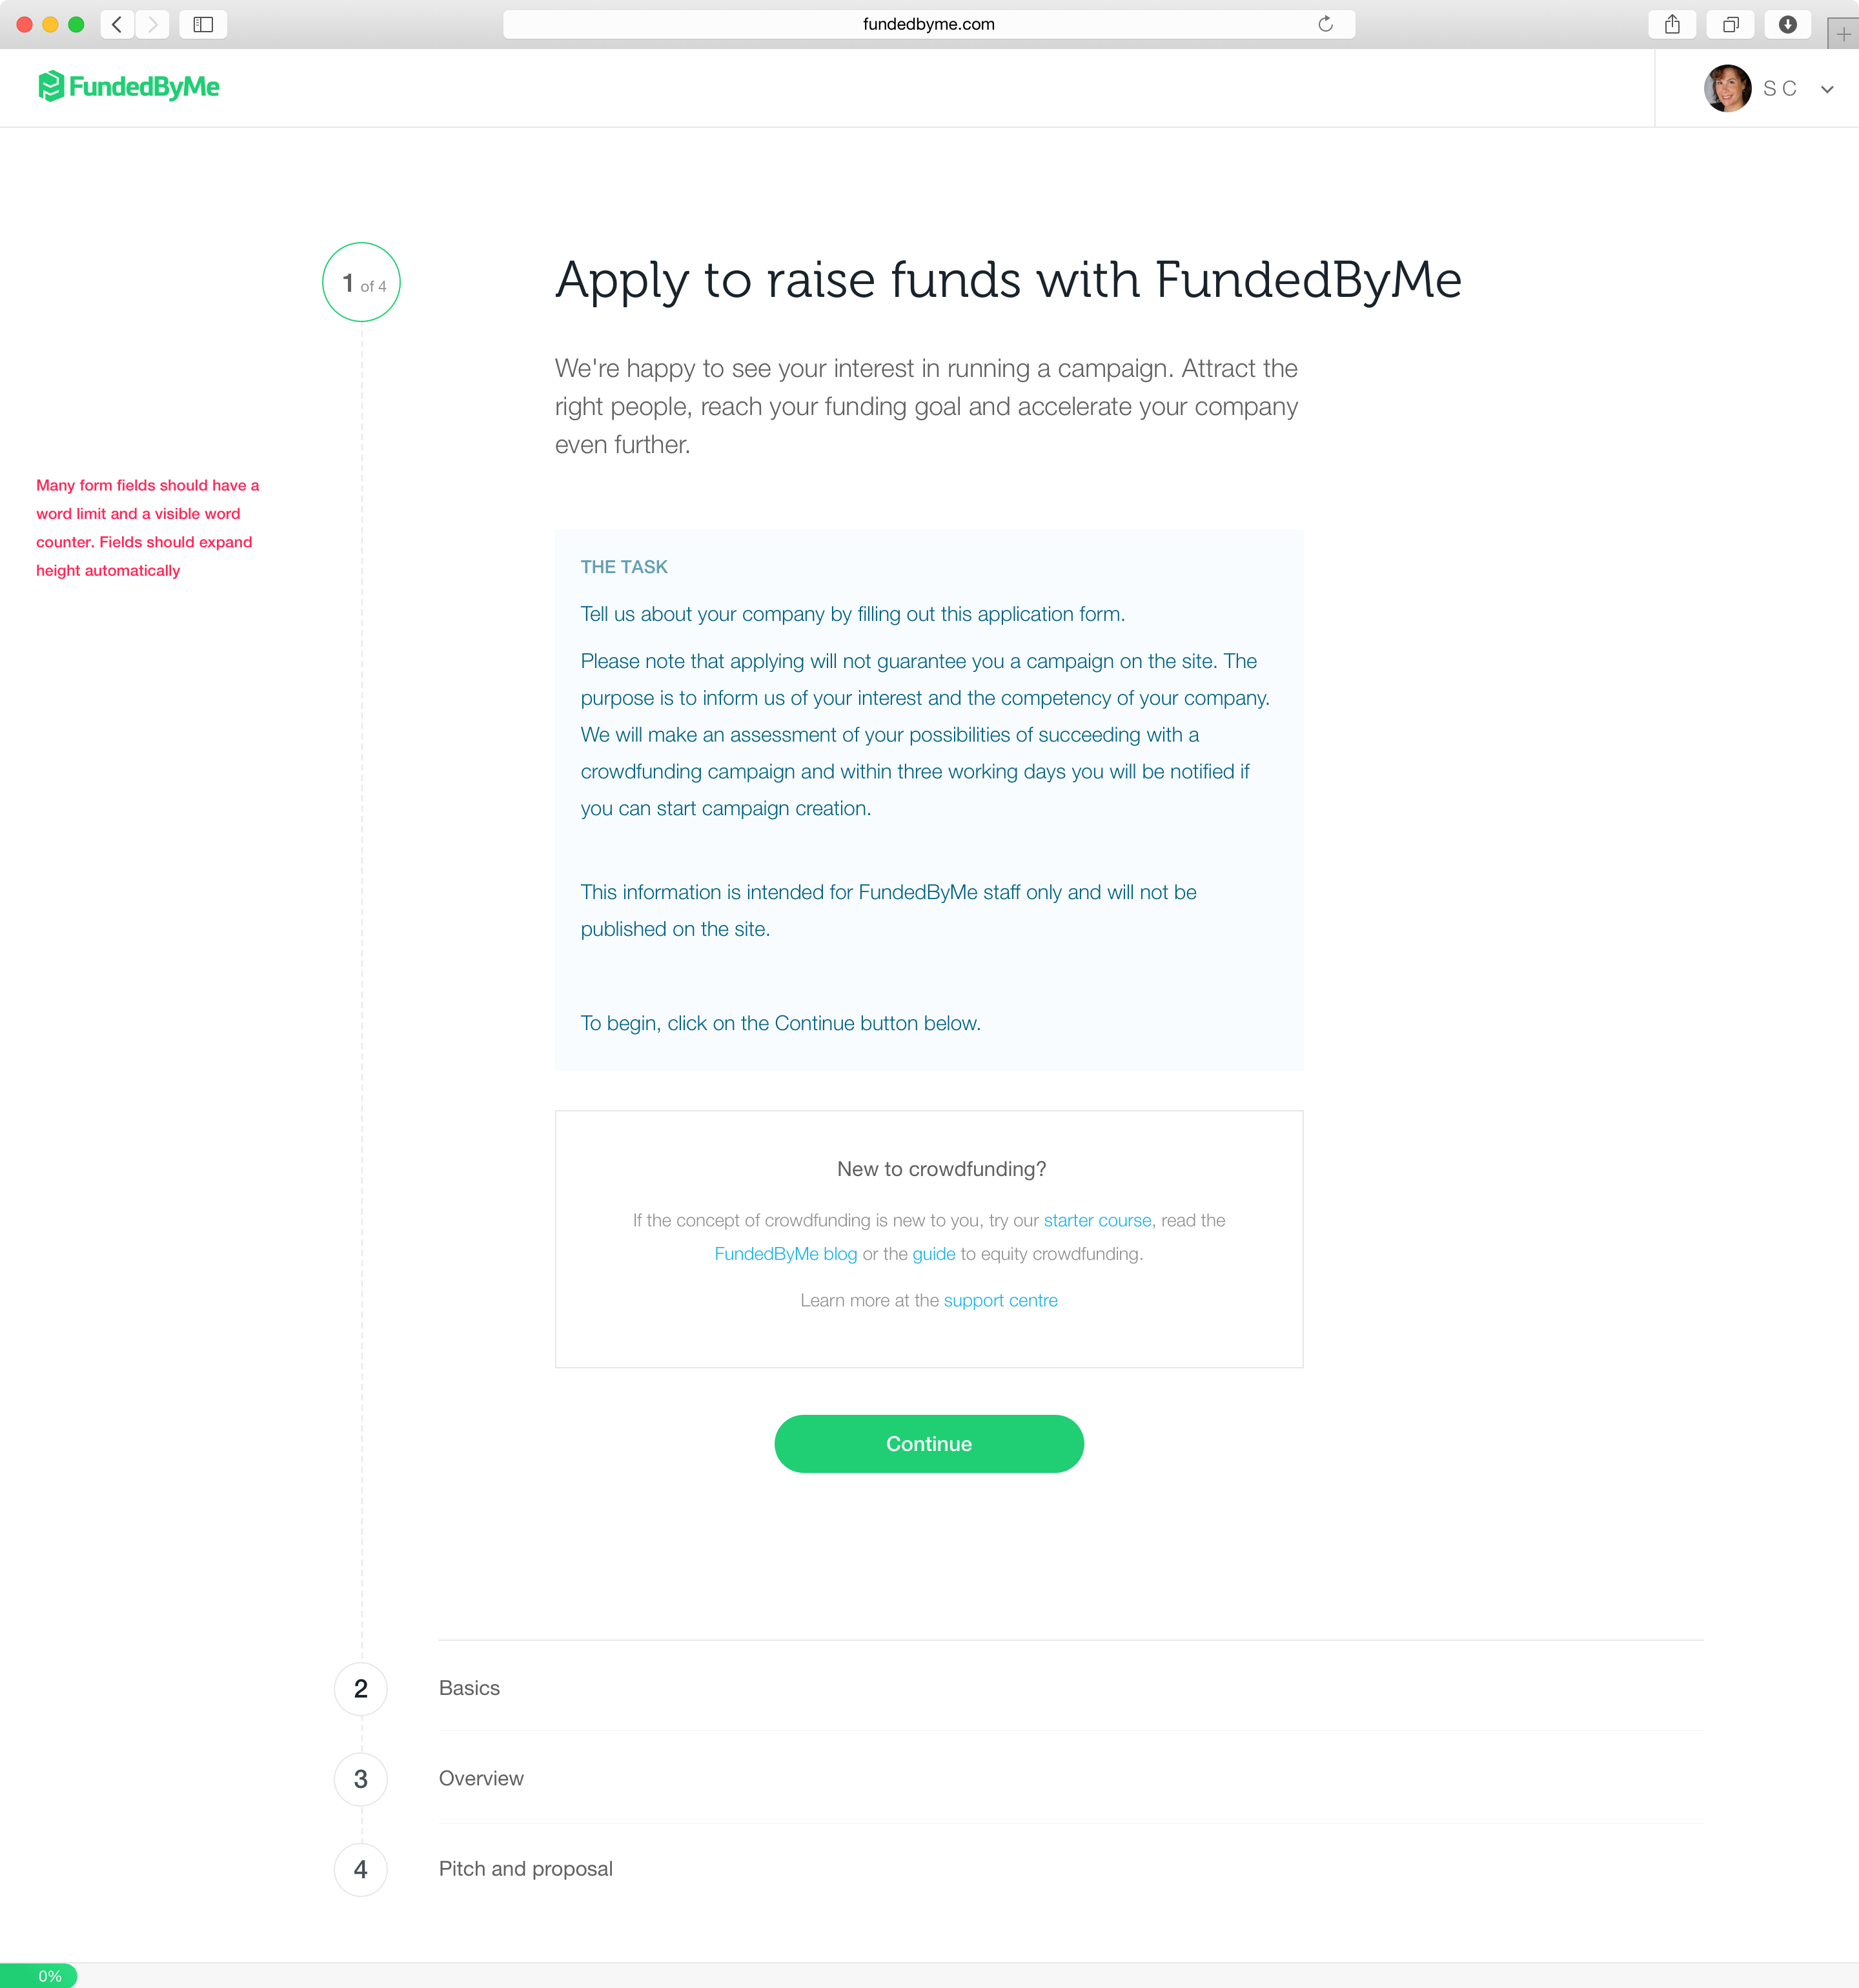 fundedbyme.com
FundedByMe
S C
1 of 4
Apply to raise funds with FundedByMe
We're happy to see your interest in running a campaign. Attract the
right people, reach your funding goal and accelerate your company
even further.
Many form fields should have a
word limit and a visible word
counter. Fields should expand
height automatically
THE TASK
Tell us about your company by filling out this application form.
Please note that applying will not guarantee you a campaign on the site. The
purpose is to inform us of your interest and the competency of your company.
We will make an assessment of your possibilities of succeeding with a
crowdfunding campaign and within three working days you will be notified if
you can start campaign creation.
This information is intended for FundedByMe staff only and will not be
published on the site.
To begin, click on the Continue button below.
New to crowdfunding?
If the concept of crowdfunding is new to you, try our starter course, read the
FundedByMe blog or the guide to equity crowdfunding.
Learn more at the support centre
Continue
2 Basics
3 Overview
4 Pitch and proposal
0%